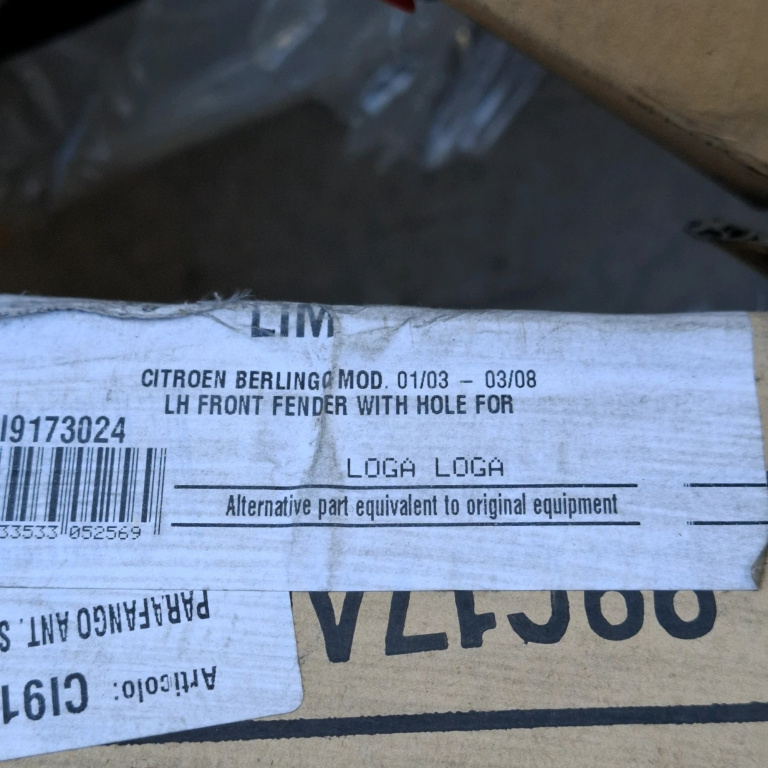 LIM
CITROEN BERLINGO MOD. 01/03 - 03/08
LH FRONT FENDER WITH HOLE FOR
I9173024
LOGA LOGA
Alternative part equivalent to original equipment
33533 052569
PARAFANGO ANT. S
Articolo: CI91